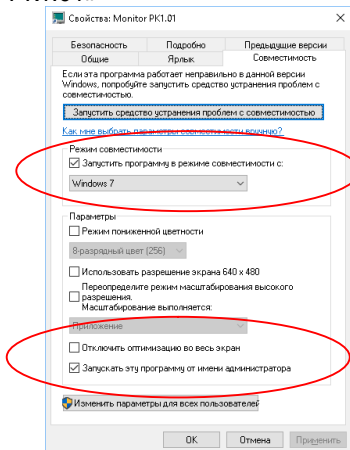 Свойства: Monitor PK1.01
Безопасность Подробно Предыдущие версии
Общие Ярлык Совместимость
Если эта программа работает неправильно в данной версии
Windows, попробуйте запустить средство устранения проблем с
совместимостью.
Запустить средство устранения проблем с совместимостью
Как мне выбрать параметры совместимости вручную?
Режим совместимости
Запустить программу в режиме совместимости с:
Windows 7
Параметры
Режим пониженной цветности
8-разрядный цвет (256)
Использовать разрешение экрана 640 x 480
Переопределите режим масштабирования высокого
разрешения.
Масштабирование выполняется:
Приложение
Отключить оптимизацию во весь экран
Запускать эту программу от имени администратора
Изменить параметры для всех пользователей
OK Отмена Применить